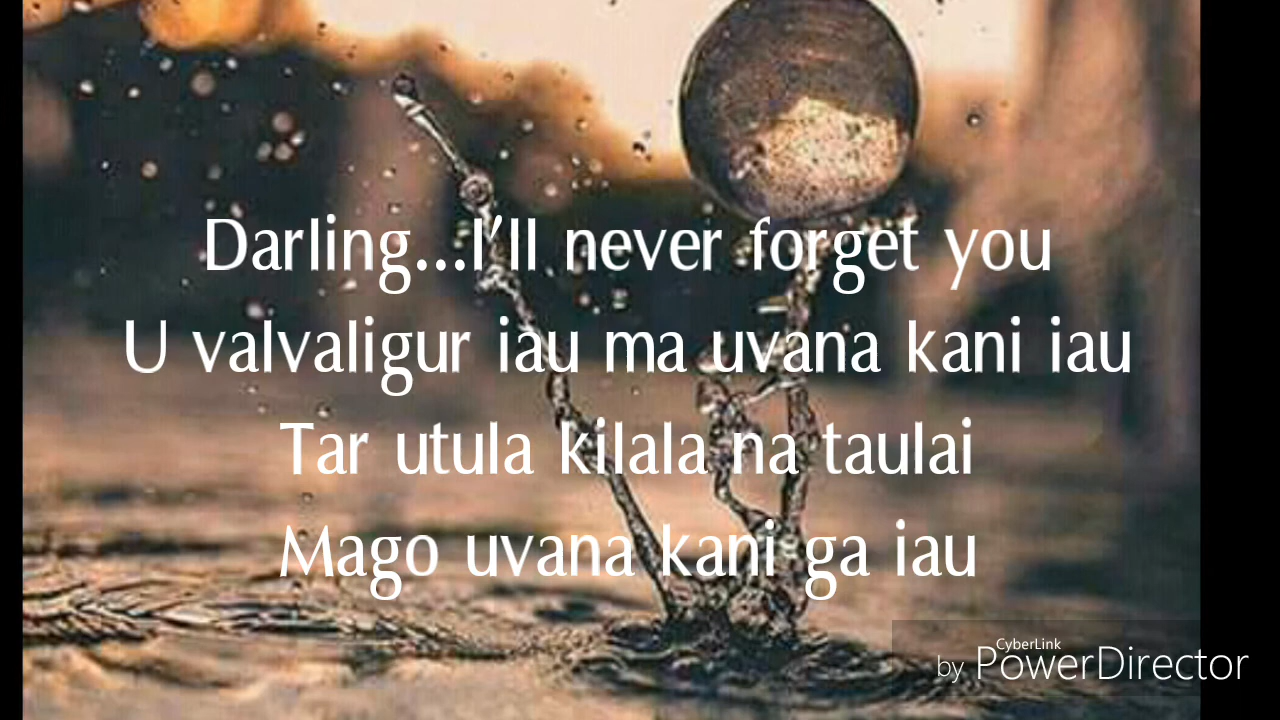 Darling...I'll never forget you
U valvaligur iau ma uvana kani iau
Tar utula kilala na taulai
Mago uvana kani ga iau
CyberLink
by PowerDirector